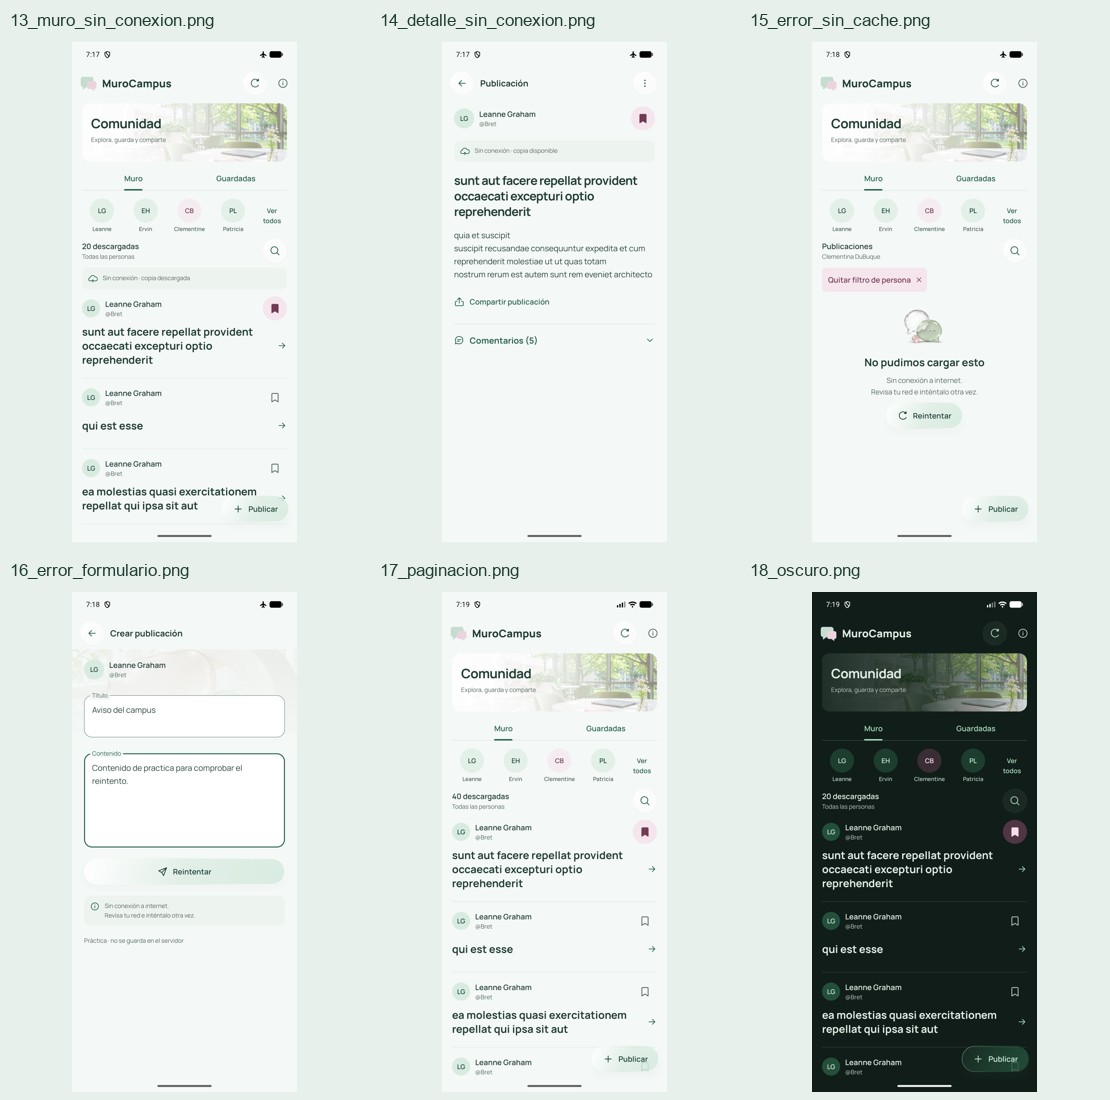 13_muro_sin_conexion.png
7:17
MuroCampus
Comunidad
Explora, guarda y comparte
Muro
Guardadas
LG
EH
CB
PL
Ver todos
Leanne
Ervin
Clementine
Patricia
20 descargadas
Todas las personas
Sin conexión · copia descargada
LG
Leanne Graham
@Bret
sunt aut facere repellat provident
occaecati excepturi optio
reprehenderit
LG
Leanne Graham
@Bret
qui est esse
LG
Leanne Graham
@Bret
ea molestias quasi exercitationem
repellat qui ipsa sit aut
Publicar
14_detalle_sin_conexion.png
7:17
Publicación
LG
Leanne Graham
@Bret
Sin conexión · copia disponible
sunt aut facere repellat provident
occaecati excepturi optio
reprehenderit
quia et suscipit
suscipit recusandae consequuntur expedita et cum
reprehenderit molestiae ut ut quas totam
nostrum rerum est autem sunt rem eveniet architecto
Compartir publicación
Comentarios (5)
15_error_sin_cache.png
7:18
MuroCampus
Comunidad
Explora, guarda y comparte
Muro
Guardadas
LG
EH
CB
PL
Ver todos
Leanne
Ervin
Clementine
Patricia
Publicaciones
Clementina DuBuque
Quitar filtro de persona
No pudimos cargar esto
Sin conexión a internet.
Revisa tu red e inténtalo otra vez.
Reintentar
Publicar
16_error_formulario.png
7:18
Crear publicación
LG
Leanne Graham
@Bret
Título
Aviso del campus
Contenido
Contenido de practica para comprobar el
reintento.
Reintentar
Sin conexión a internet.
Revisa tu red e inténtalo otra vez.
Práctica · no se guarda en el servidor
17_paginacion.png
7:19
MuroCampus
Comunidad
Explora, guarda y comparte
Muro
Guardadas
LG
EH
CB
PL
Ver todos
Leanne
Ervin
Clementine
Patricia
40 descargadas
Todas las personas
LG
Leanne Graham
@Bret
sunt aut facere repellat provident
occaecati excepturi optio
reprehenderit
LG
Leanne Graham
@Bret
qui est esse
LG
Leanne Graham
@Bret
ea molestias quasi exercitationem
repellat qui ipsa sit aut
LG
Leanne Graham
@Bret
Publicar
18_oscuro.png
7:19
MuroCampus
Comunidad
Explora, guarda y comparte
Muro
Guardadas
LG
EH
CB
PL
Ver todos
Leanne
Ervin
Clementine
Patricia
20 descargadas
Todas las personas
LG
Leanne Graham
@Bret
sunt aut facere repellat provident
occaecati excepturi optio
reprehenderit
LG
Leanne Graham
@Bret
qui est esse
LG
Leanne Graham
@Bret
ea molestias quasi exercitationem
repellat qui ipsa sit aut
LG
Leanne Graham
@Bret
Publicar